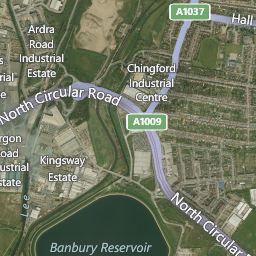 A1037
Hall
Ardra
Road
Industrial
Estate
Chingford
Industrial
Centre
North Circular Road
A1009
Kingsway
Estate
Road
Estate
Lee
North Circular
Banbury Reservoir